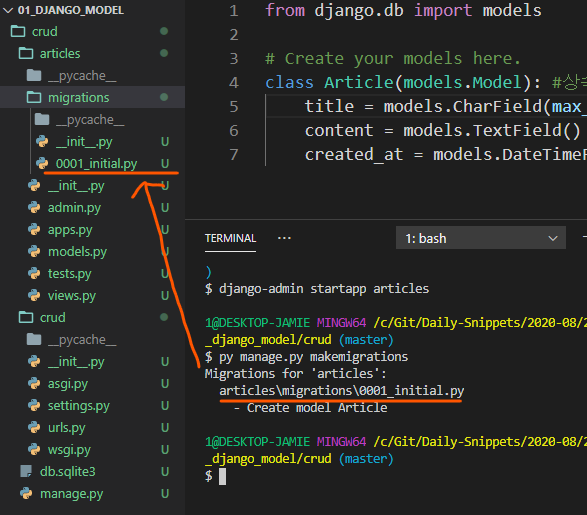 01_DJANGO_MODEL
crud
articles
__pycache__
migrations
__pycache__
__init__.py U
0001_initial.py U
__init__.py U
admin.py U
apps.py U
models.py U
tests.py U
views.py U
crud
__pycache__
__init__.py U
asgi.py U
settings.py U
urls.py U
wsgi.py U
db.sqlite3 U
manage.py U
1 from django.db import models
2
3 # Create your models here.
4 class Article(models.Model): #상속
5 title = models.CharField(max_
6 content = models.TextField()
7 created_at = models.DateTimeF
TERMINAL ··· 1: bash
)
$ django-admin startapp articles
1@DESKTOP-JAMIE MINGW64 /c/Git/Daily-Snippets/2020-08/2
_django_model/crud (master)
$ py manage.py makemigrations
Migrations for 'articles':
articles\migrations\0001_initial.py
- Create model Article
1@DESKTOP-JAMIE MINGW64 /c/Git/Daily-Snippets/2020-08/2
_django_model/crud (master)
$